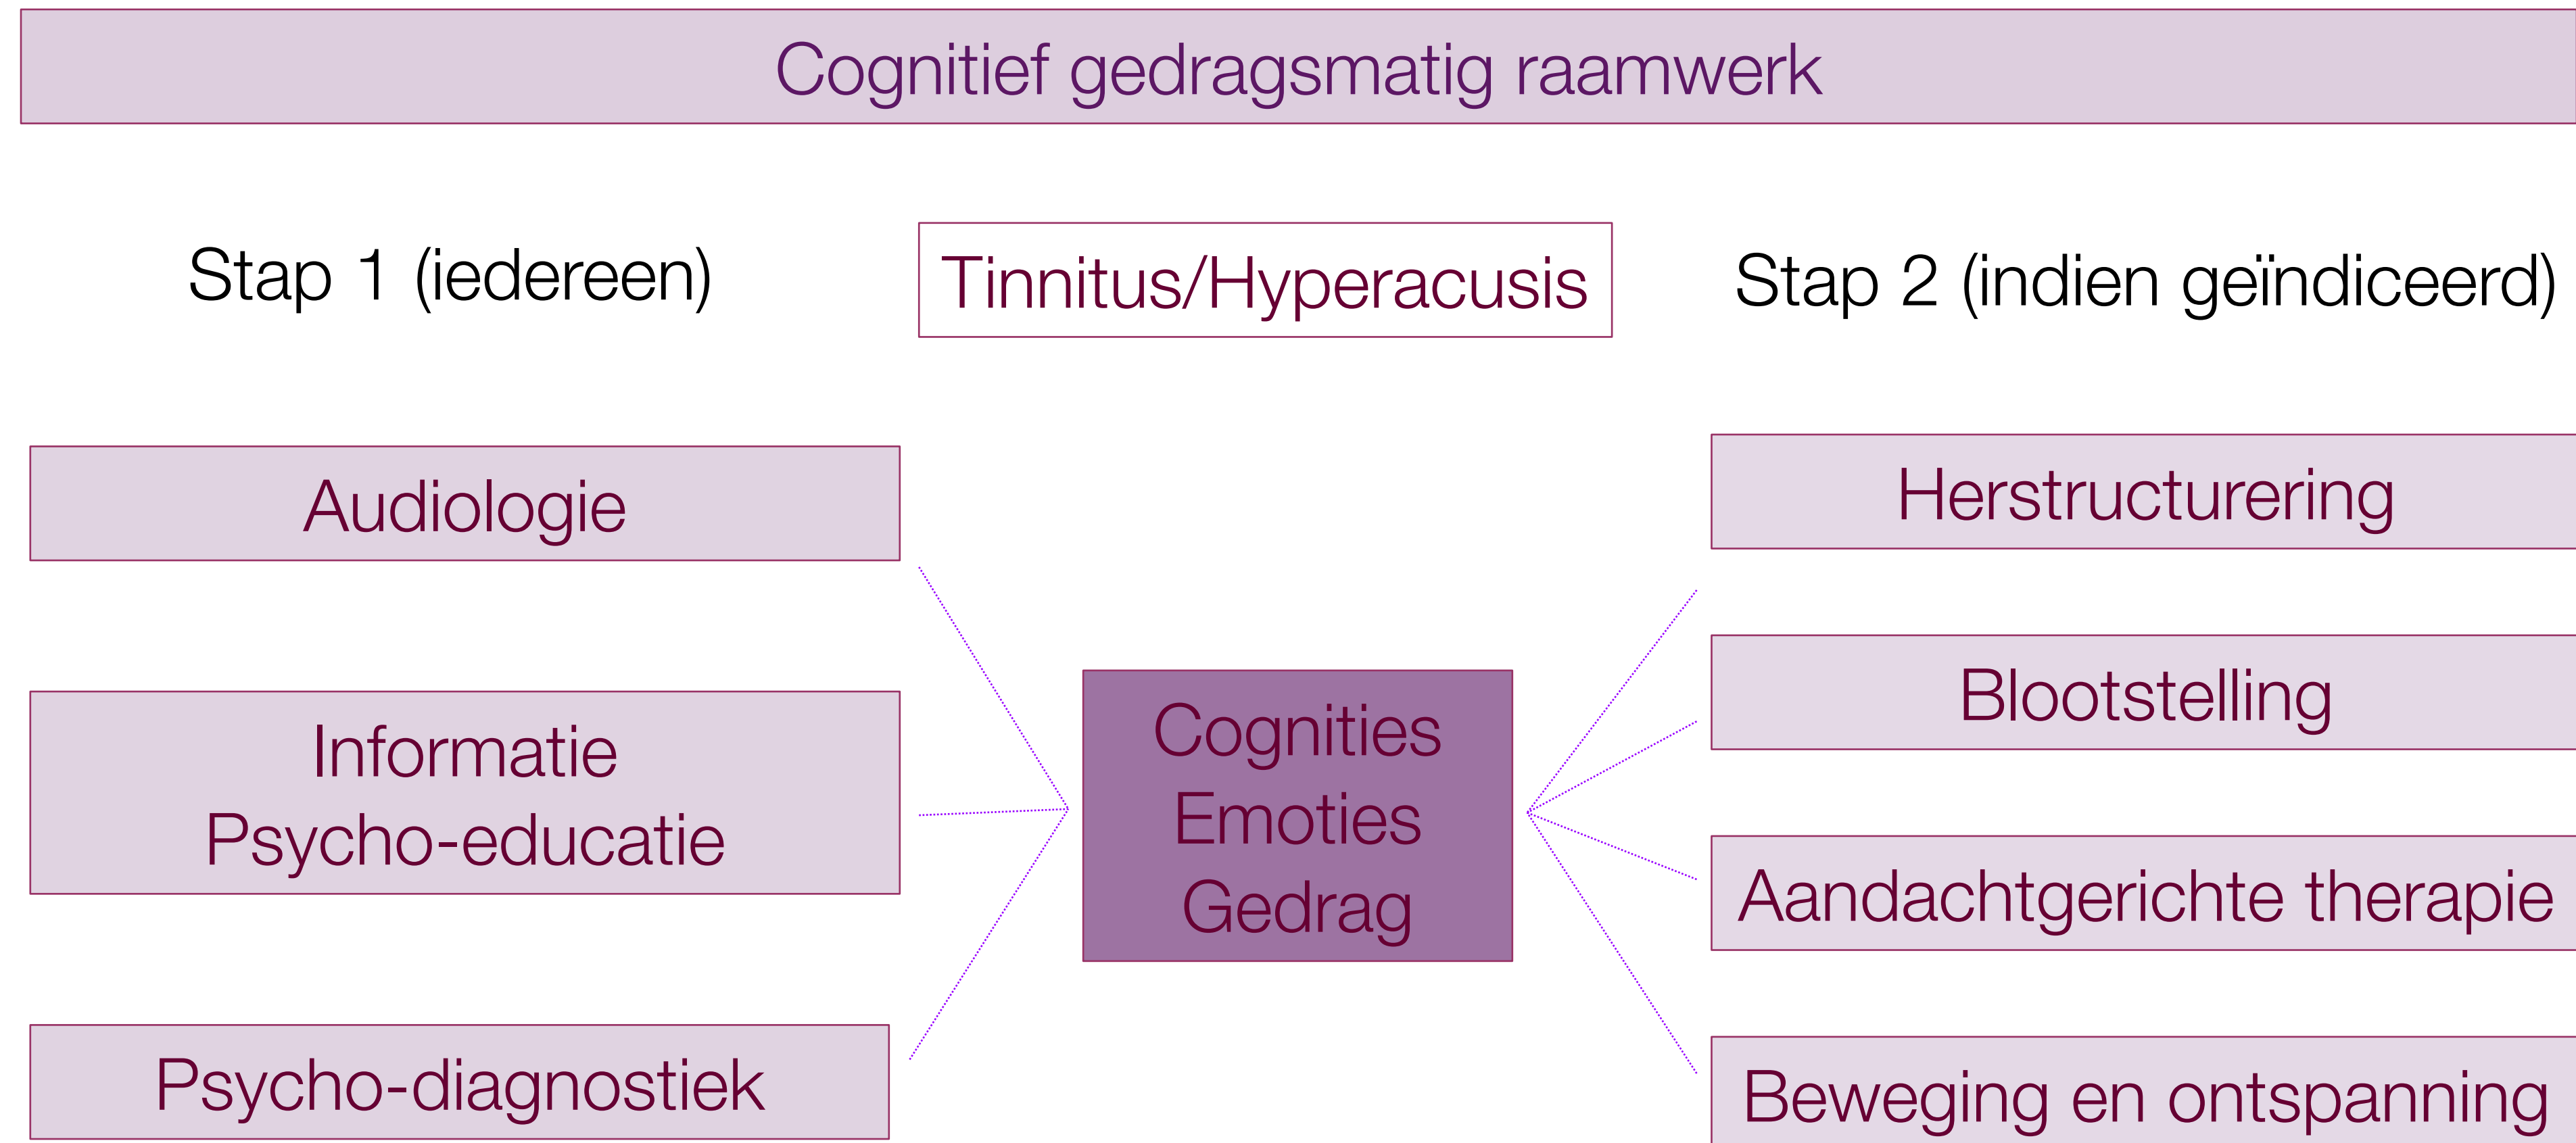 Cognitief gedragsmatig raamwerk
Stap 1 (iedereen)
Tinnitus/Hyperacusis
Stap 2 (indien geïndiceerd)
Audiologie
Informatie
Psycho-educatie
Psycho-diagnostiek
Cognities
Emoties
Gedrag
Herstructurering
Blootstelling
Aandachtgerichte therapie
Beweging en ontspanning